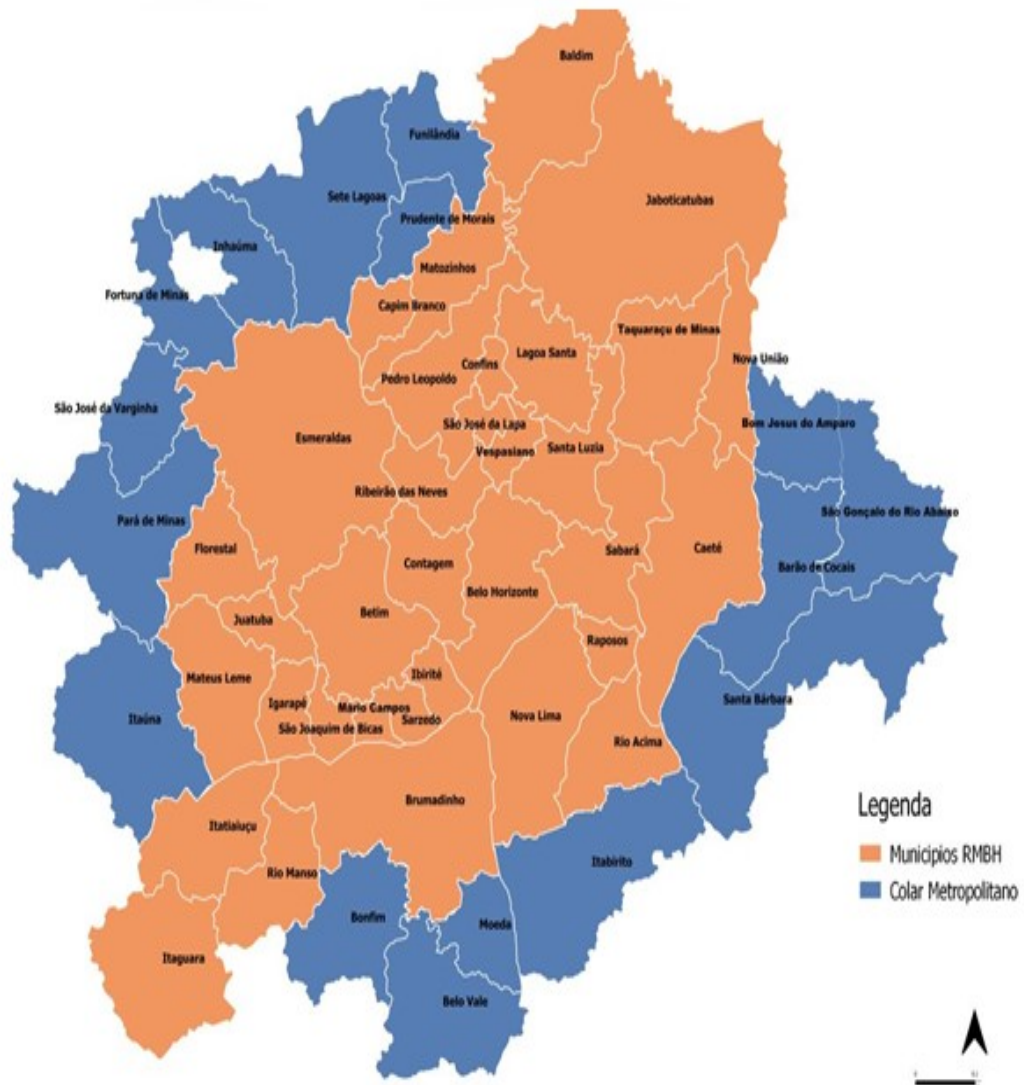 Baldim
Funilândia
Sete Lagoas
Jaboticatubas
Prudente de Morais
Inhaúma
Matozinhos
Fortuna de Minas
Capim Branco
Taquaraçu de Minas
Lagoa Santa
Nova União
Confins
Pedro Leopoldo
São José da Varginha
São José da Lapa
Bom Jesus do Amparo
Esmeraldas
Santa Luzia
Vespasiano
Ribeirão das Neves
São Gonçalo do Rio Abaixo
Pará de Minas
Florestal
Sabará
Caeté
Contagem
Barão de Cocais
Belo Horizonte
Betim
Juatuba
Raposos
Ibirité
Mateus Leme
Santa Bárbara
Igarapé
Mario Campos
Itaúna
Sarzedo
Nova Lima
São Joaquim de Bicas
Rio Acima
Brumadinho
Legenda
Itatiaiuçu
Municipios RMBH
Itabirito
Rio Manso
Colar Metropolitano
Bonfim
Moeda
Itaguara
Belo Vale